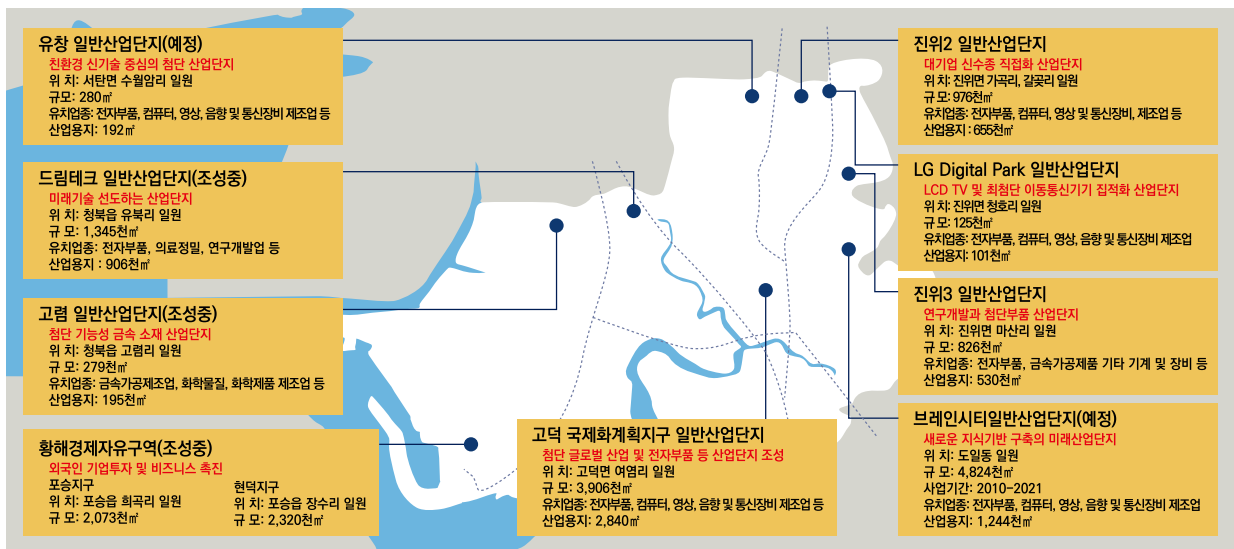 유창 일반산업단지(예정)
친환경 신기술 중심의 첨단 산업단지
위 치: 서탄면 수월암리 일원
규모: 280㎡
유치업종: 전자부품, 컴퓨터, 영상, 음향 및 통신장비 제조업 등
산업용지: 192㎡
드림테크 일반산업단지(조성중)
미래기술 선도하는 산업단지
위 치: 청북읍 유북리 일원
규 모: 1,345천㎡
유치업종: 전자부품, 의료정밀, 연구개발업 등
산업용지 : 906천㎡
고렴 일반산업단지(조성중)
첨단 기능성 금속 소재 산업단지
위 치: 청북읍 고렴리 일원
규 모: 279천㎡
유치업종: 금속가공제조업, 화학물질, 화학제품 제조업 등
산업용지: 195천㎡
황해경제자유구역(조성중)
외국인 기업투자 및 비즈니스 촉진
포승지구
위 치: 포승읍 희곡리 일원
규 모: 2,073천㎡
현덕지구
위 치: 포승읍 장수리 일원
규 모: 2,320천㎡
고덕 국제화계획지구 일반산업단지
첨단 글로벌 산업 및 전자부품 등 산업단지 조성
위 치: 고덕면 여염리 일원
규 모: 3,906천㎡
유치업종: 전자부품, 컴퓨터, 영상, 음향 및 통신장비 제조업 등
산업용지: 2,840㎡
진위2 일반산업단지
대기업 신수종 직접화 산업단지
위 치: 진위면 가곡리, 갈곶리 일원
규 모: 976천㎡
유치업종: 전자부품, 컴퓨터, 영상 및 통신장비, 제조업 등
산업용지 : 655천㎡
LG Digital Park 일반산업단지
LCD TV 및 최첨단 이동통신기기 집적화 산업단지
위 치: 진위면 청호리 일원
규 모: 125천㎡
유치업종: 전자부품, 컴퓨터, 영상, 음향 및 통신장비 제조업
산업용지: 101천㎡
진위3 일반산업단지
연구개발과 첨단부품 산업단지
위 치: 진위면 마산리 일원
규 모: 826천㎡
유치업종: 전자부품, 금속가공제품 기타 기계 및 장비 등
산업용지: 530천㎡
브레인시티일반산업단지(예정)
새로운 지식기반 구축의 미래산업단지
위 치: 도일동 일원
규 모: 4,824천㎡
사업기간: 2010-2021
유치업종: 전자부품, 컴퓨터, 영상, 음향 및 통신장비 제조업
산업용지: 1,244천㎡